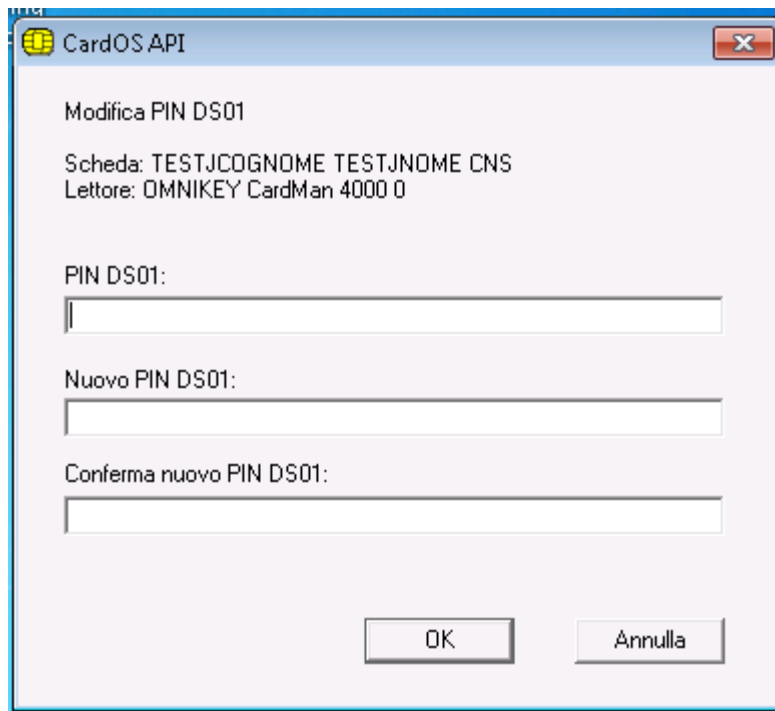 CardOS API
Modifica PIN DS01
Scheda: TESTJCOGNOME TESTJNOME CNS
Lettore: OMNIKEY CardMan 4000 0
PIN DS01:
Nuovo PIN DS01:
Conferma nuovo PIN DS01:
OK Annulla